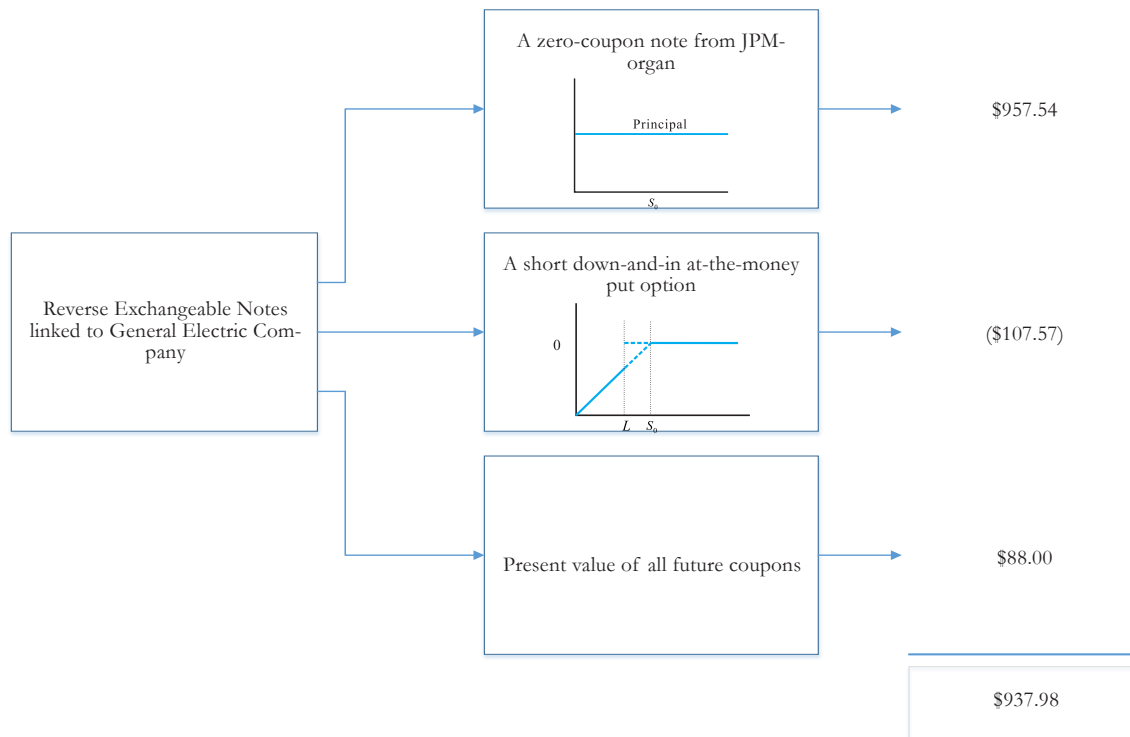 A zero-coupon note from JPM-
organ
Principal
S₀
$957.54
Reverse Exchangeable Notes
linked to General Electric Com-
pany
A short down-and-in at-the-money
put option
0
L S₀
($107.57)
Present value of all future coupons
$88.00
$937.98